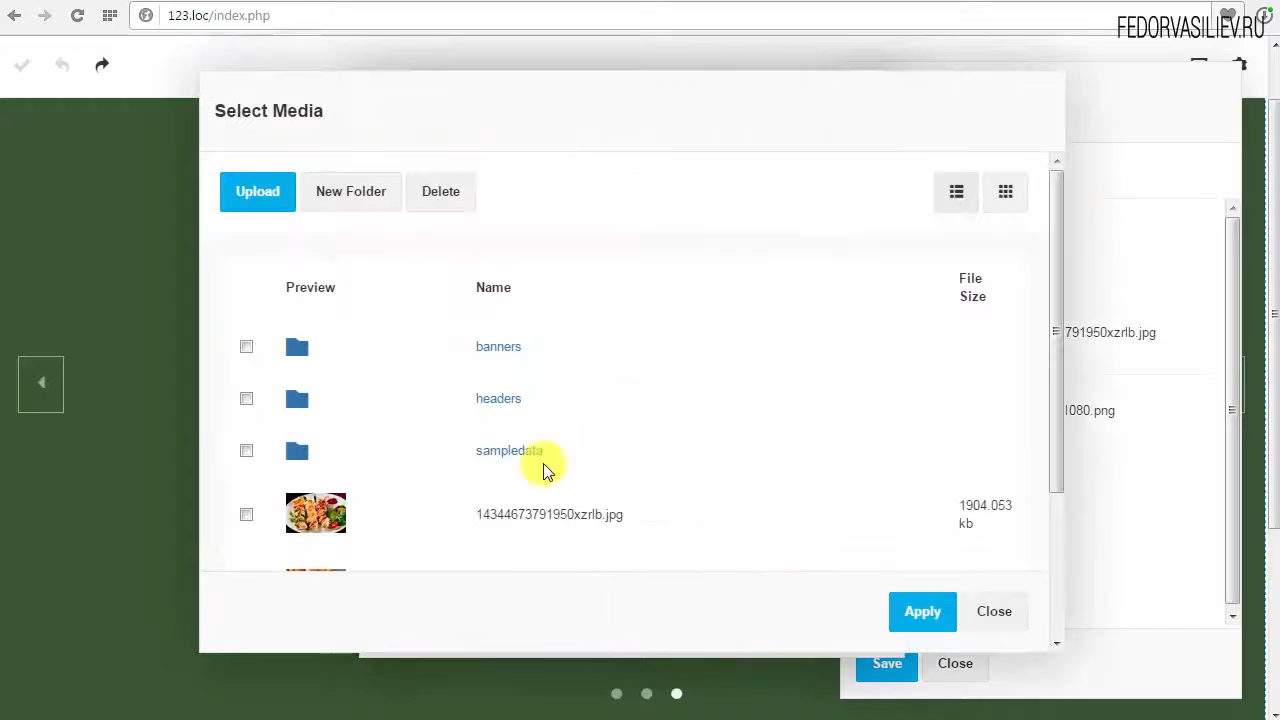 123.loc/index.php
FEDORVASILIEV.RU
Select Media
Upload
New Folder
Delete
Preview
Name
File
Size
banners
headers
sampledata
14344673791950xzrlb.jpg
1904.053
kb
791950xzrlb.jpg
1080.png
Apply
Close
Save
Close